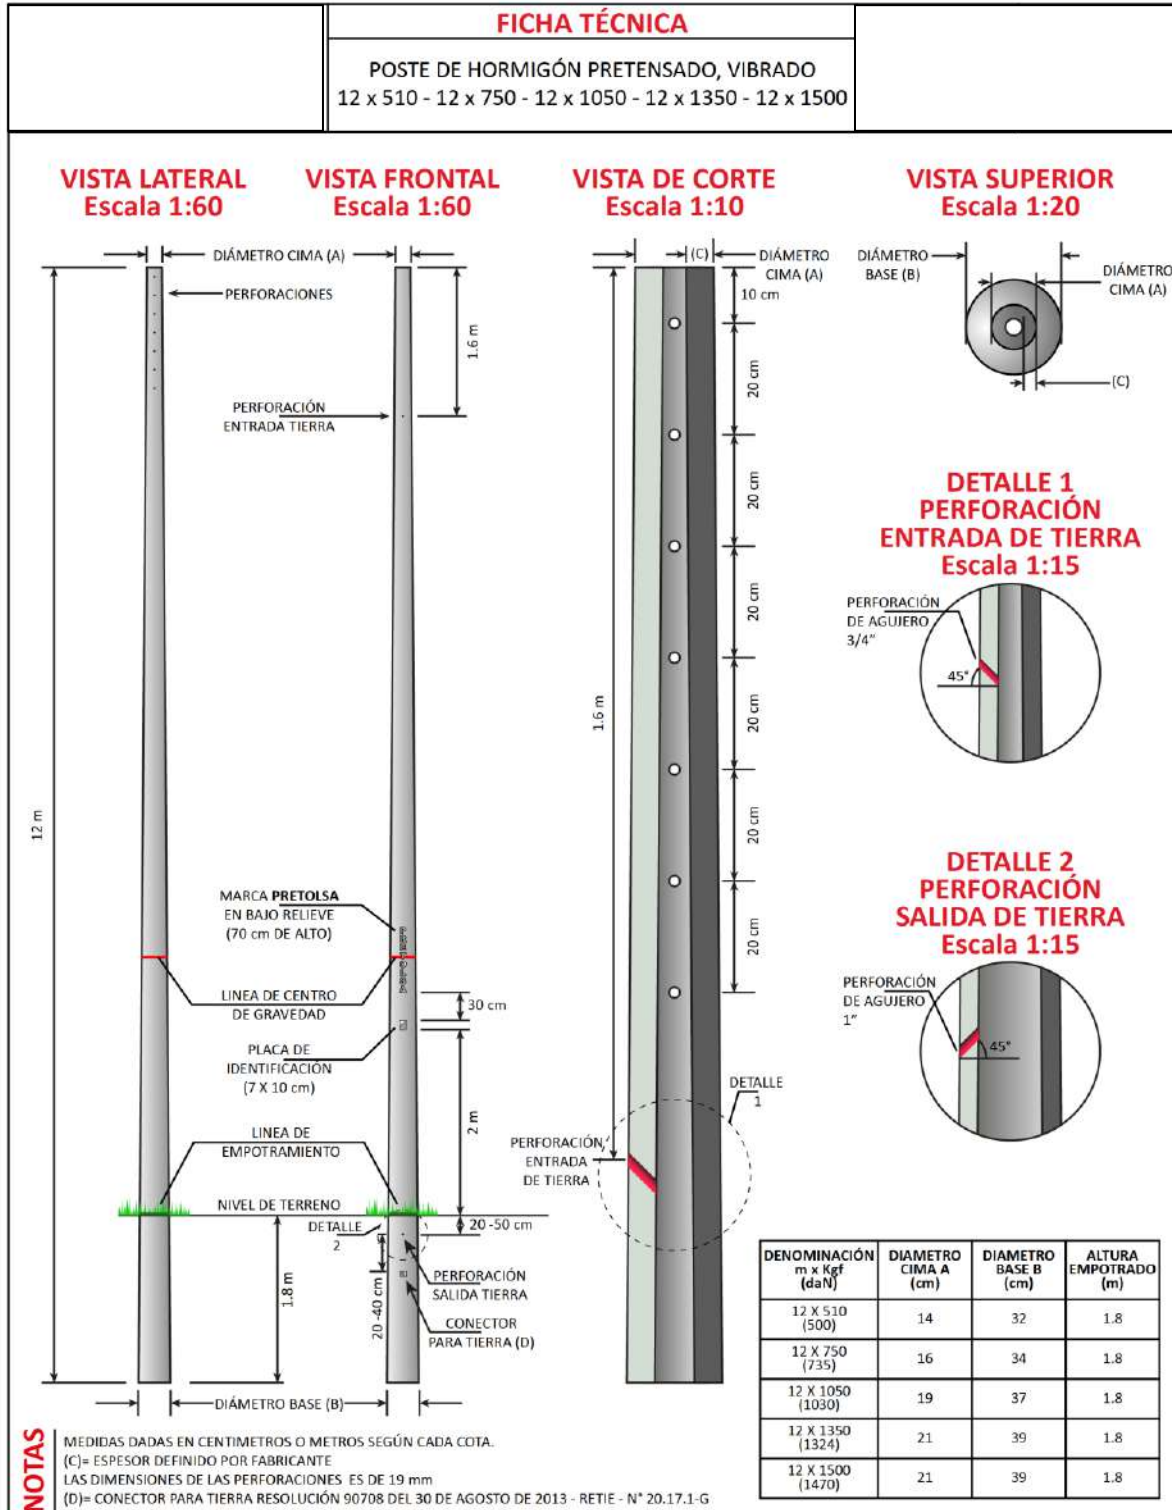 FICHA TÉCNICA
POSTE DE HORMIGÓN PRETENSADO, VIBRADO
12 x 510 - 12 x 750 - 12 x 1050 - 12 x 1350 - 12 x 1500
VISTA LATERAL
Escala 1:60
VISTA FRONTAL
Escala 1:60
VISTA DE CORTE
Escala 1:10
VISTA SUPERIOR
Escala 1:20
DIÁMETRO CIMA (A)
PERFORACIONES
1.6 m
PERFORACIÓN
ENTRADA TIERRA
12 m
MARCA PRETOLSA
EN BAJO RELIEVE
(70 cm DE ALTO)
LINEA DE CENTRO
DE GRAVEDAD
30 cm
PLACA DE
IDENTIFICACIÓN
(7 X 10 cm)
2 m
LINEA DE
EMPOTRAMIENTO
NIVEL DE TERRENO
DETALLE
2
20 -50 cm
1.8 m
20 -40 cm
PERFORACIÓN
SALIDA TIERRA
CONECTOR
PARA TIERRA (D)
DIÁMETRO BASE (B)
(C)
DIÁMETRO
CIMA (A)
10 cm
20 cm
20 cm
20 cm
20 cm
20 cm
20 cm
1.6 m
DETALLE
1
PERFORACIÓN
ENTRADA
DE TIERRA
DIÁMETRO
BASE (B)
DIÁMETRO
CIMA (A)
(C)
DETALLE 1
PERFORACIÓN
ENTRADA DE TIERRA
Escala 1:15
PERFORACIÓN
DE AGUJERO
3/4"
45°
DETALLE 2
PERFORACIÓN
SALIDA DE TIERRA
Escala 1:15
PERFORACIÓN
DE AGUJERO
1"
45°
DENOMINACIÓN m x Kgf (daN) DIAMETRO CIMA A (cm) DIAMETRO BASE B (cm) ALTURA EMPOTRADO (m)
12 X 510 (500) 14 32 1.8
12 X 750 (735) 16 34 1.8
12 X 1050 (1030) 19 37 1.8
12 X 1350 (1324) 21 39 1.8
12 X 1500 (1470) 21 39 1.8
NOTAS
MEDIDAS DADAS EN CENTIMETROS O METROS SEGÚN CADA COTA.
(C)= ESPESOR DEFINIDO POR FABRICANTE
LAS DIMENSIONES DE LAS PERFORACIONES ES DE 19 mm
(D)= CONECTOR PARA TIERRA RESOLUCIÓN 90708 DEL 30 DE AGOSTO DE 2013 - RETIE - N° 20.17.1-G